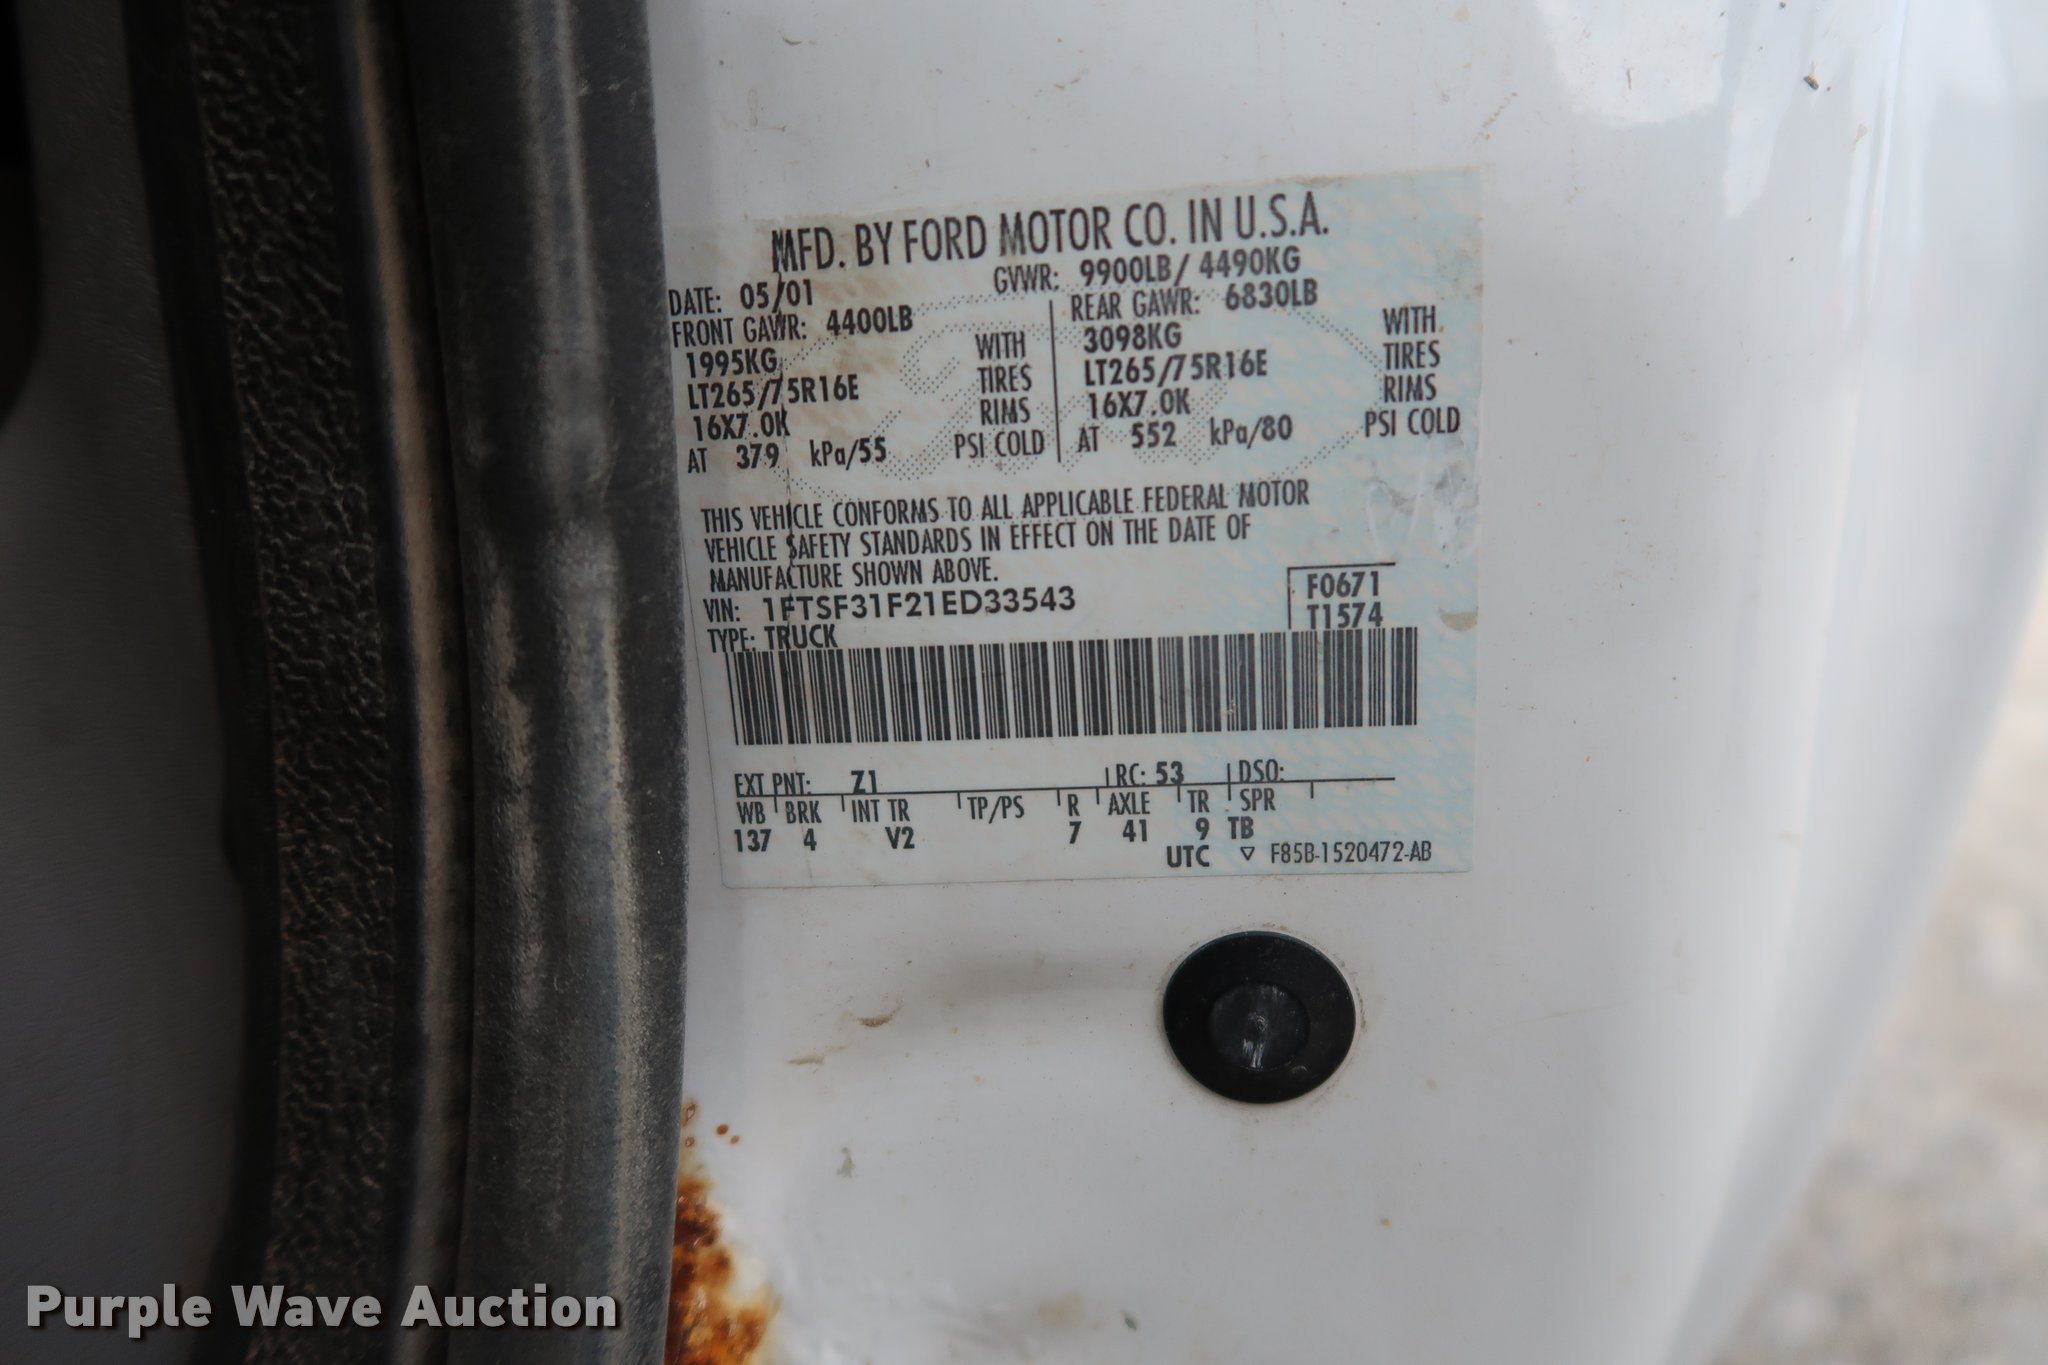 MFD. BY FORD MOTOR CO. IN U.S.A.
DATE: 05/01 GVWR: 9900LB/ 4490KG
FRONT GAWR: 4400LB REAR GAWR: 6830LB
1995KG WITH 3098KG WITH
LT265/75R16E TIRES LT265/75R16E TIRES
16X7.0K RIMS 16X7.0K RIMS
AT 379 kPa/55 PSI COLD AT 552 kPa/80 PSI COLD
THIS VEHICLE CONFORMS TO ALL APPLICABLE FEDERAL MOTOR
VEHICLE SAFETY STANDARDS IN EFFECT ON THE DATE OF
MANUFACTURE SHOWN ABOVE.
F0671
VIN: 1FTSF31F21ED33543
T1574
TYPE: TRUCK
EXT PNT: Z1 RC: 53 DSO:
WB BRK INT TR TP/PS R AXLE TR SPR
137 4 V2 7 41 9 TB
UTC ▽ F85B-1520472-AB
Purple Wave Auction